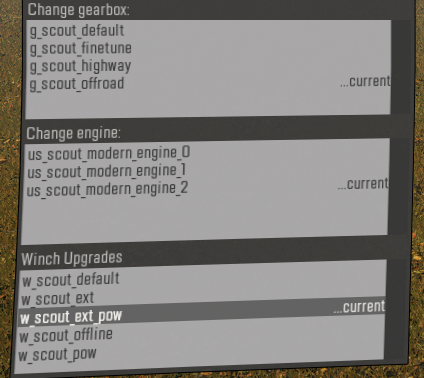 Change gearbox:
g_scout_default
g_scout_finetune
g_scout_highway
g_scout_offroad ...current
Change engine:
us_scout_modern_engine_0
us_scout_modern_engine_1
us_scout_modern_engine_2 ...current
Winch Upgrades
w_scout_default
w_scout_ext
w_scout_ext_pow ...current
w_scout_offline
w_scout_pow